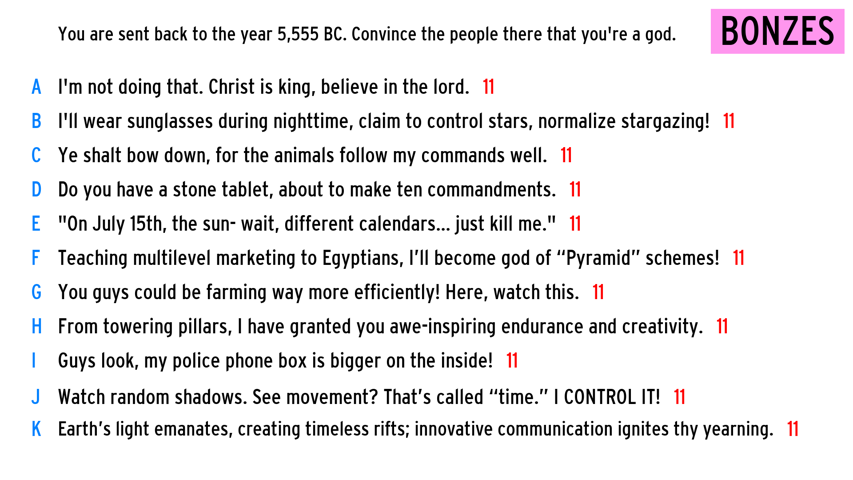 You are sent back to the year 5,555 BC. Convince the people there that you're a god.
BONZES
A I'm not doing that. Christ is king, believe in the lord. 11
B I'll wear sunglasses during nighttime, claim to control stars, normalize stargazing! 11
C Ye shalt bow down, for the animals follow my commands well. 11
D Do you have a stone tablet, about to make ten commandments. 11
E "On July 15th, the sun- wait, different calendars... just kill me." 11
F Teaching multilevel marketing to Egyptians, I’ll become god of “Pyramid” schemes! 11
G You guys could be farming way more efficiently! Here, watch this. 11
H From towering pillars, I have granted you awe-inspiring endurance and creativity. 11
I Guys look, my police phone box is bigger on the inside! 11
J Watch random shadows. See movement? That’s called “time.” I CONTROL IT! 11
K Earth’s light emanates, creating timeless rifts; innovative communication ignites thy yearning. 11